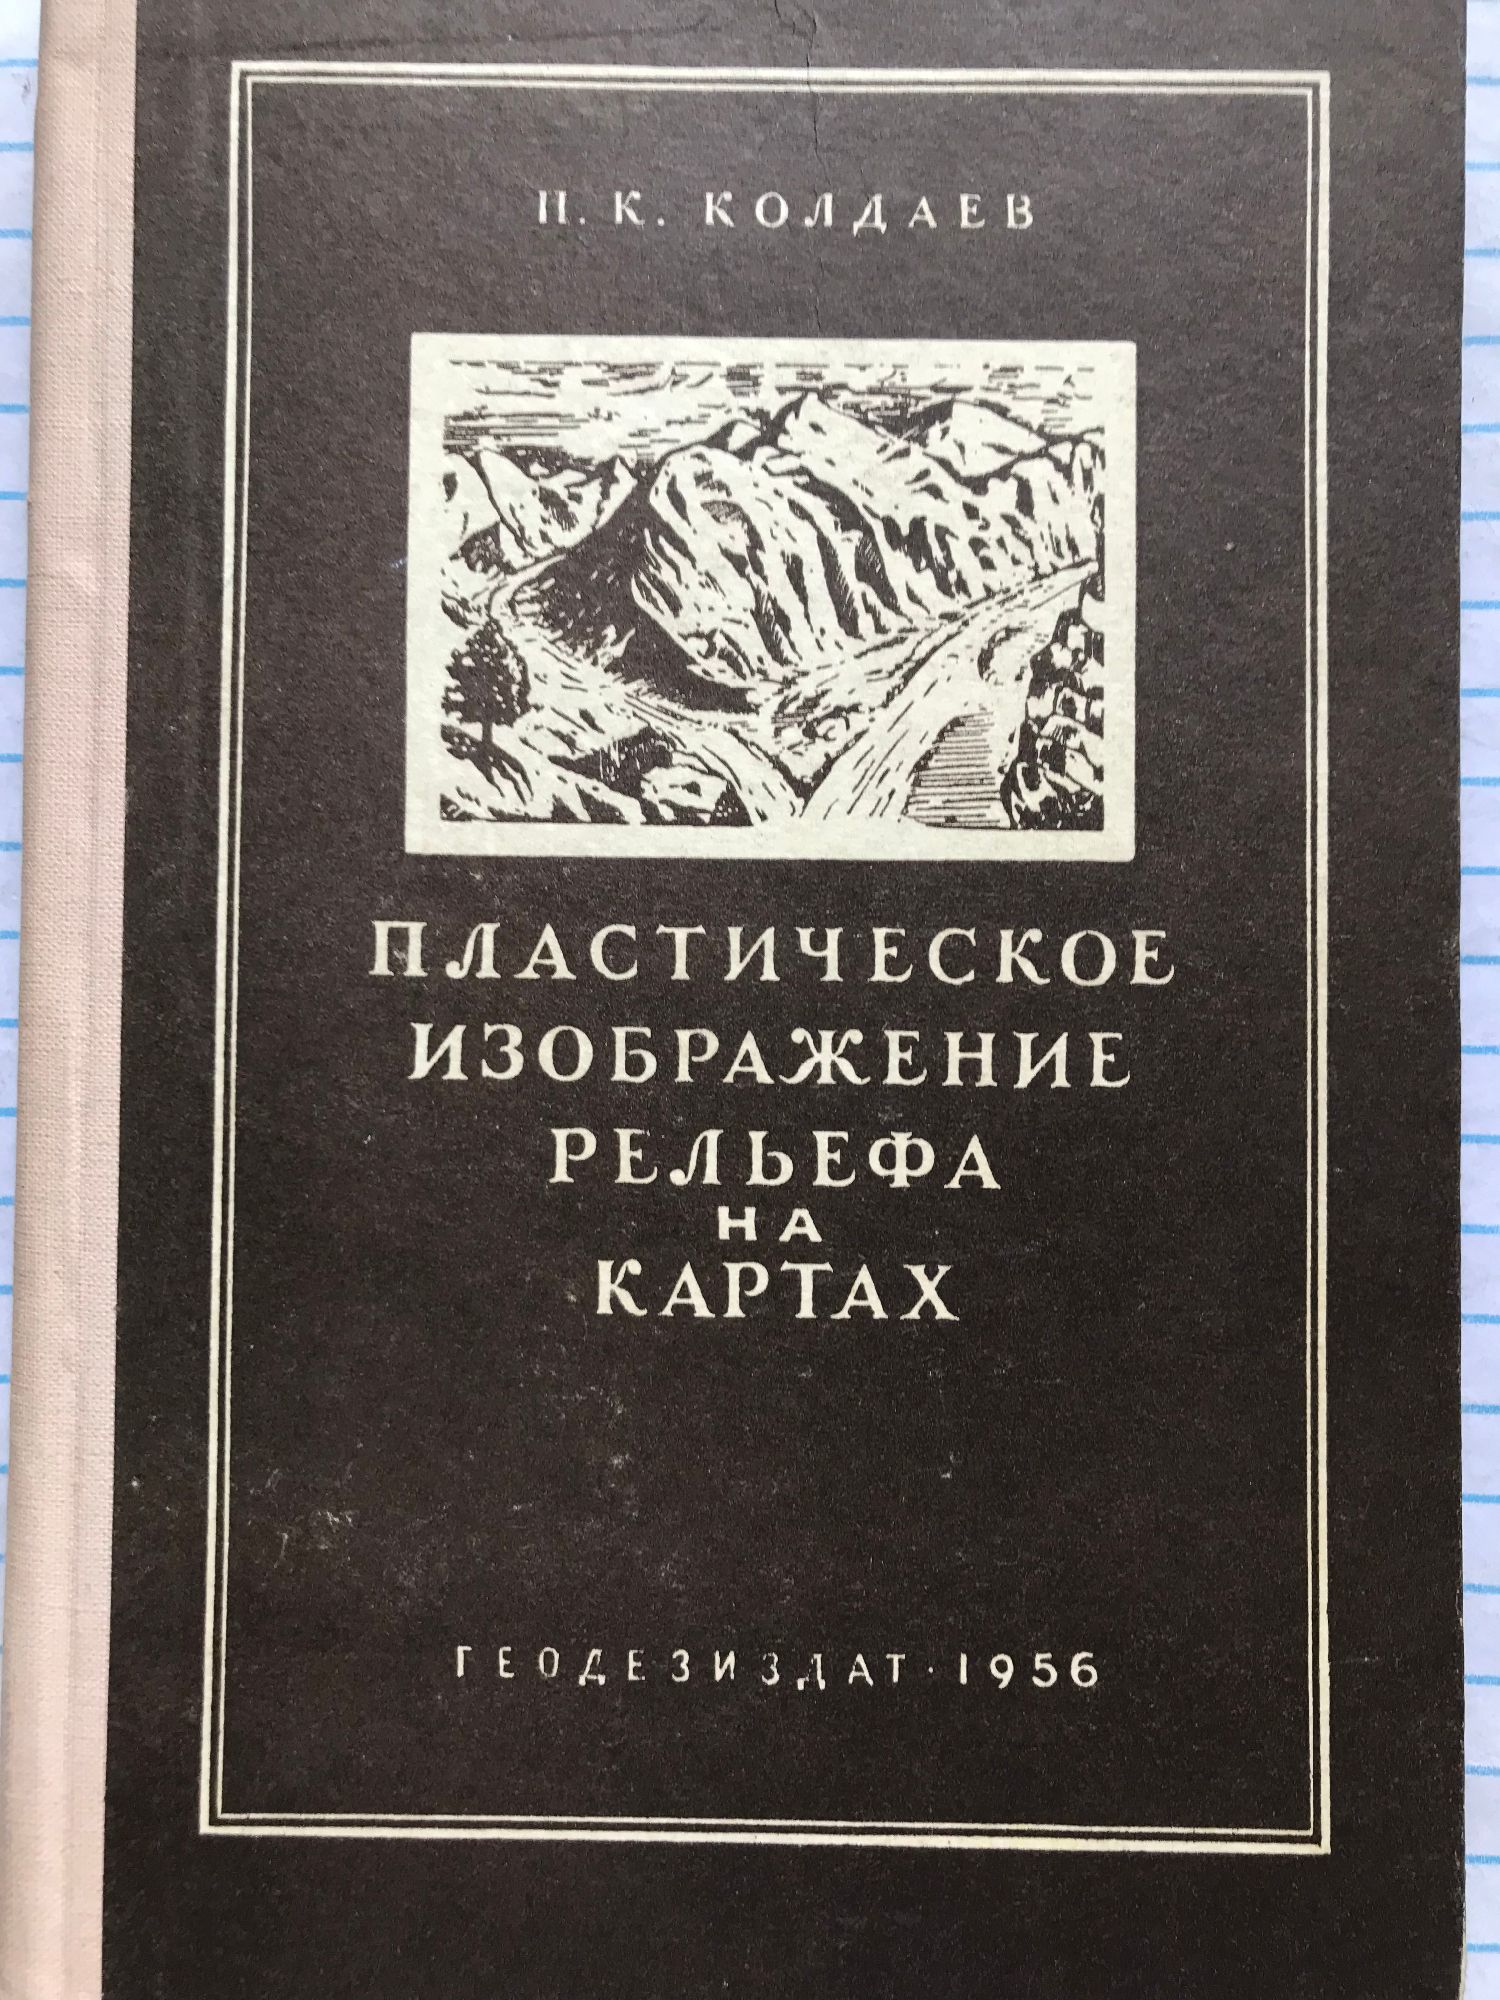 П. К. КОЛДАЕВ
ПЛАСТИЧЕСКОЕ
ИЗОБРАЖЕНИЕ
РЕЛЬЕФА
НА
КАРТАХ
ГЕОДЕЗИЗДАТ · 1956